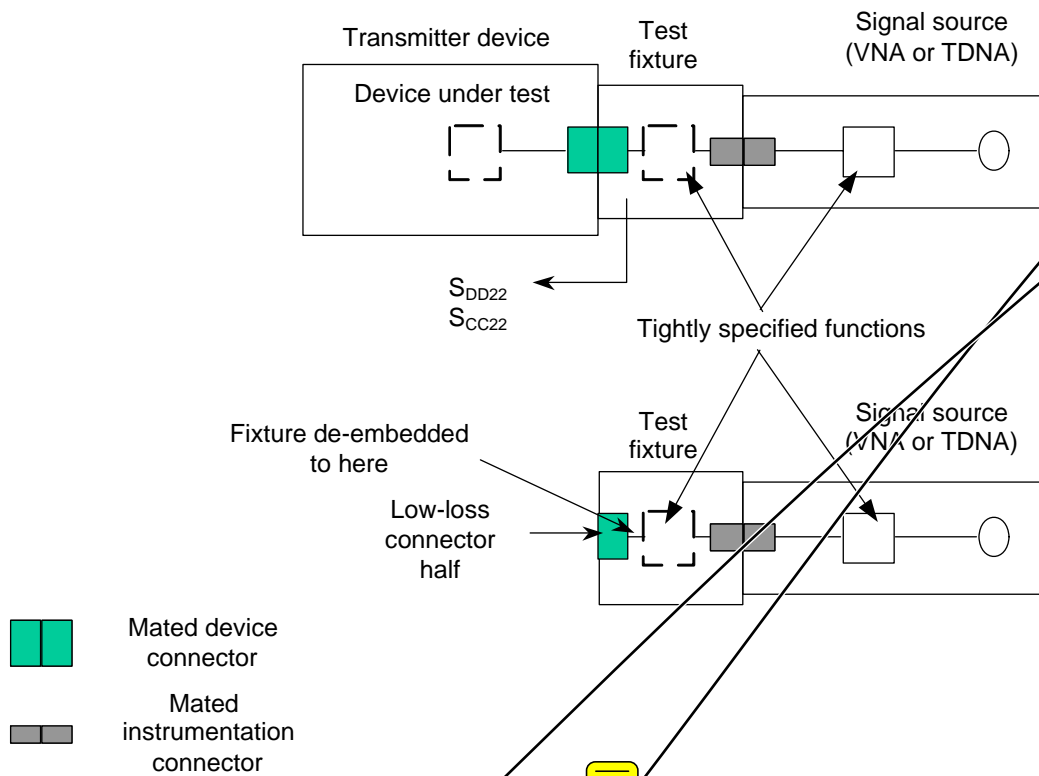 Transmitter device
Test
fixture
Signal source
(VNA or TDNA)
Device under test
SDD22
SCC22
Tightly specified functions
Fixture de-embedded
to here
Low-loss
connector
half
Test
fixture
Signal source
(VNA or TDNA)
Mated device
connector
Mated
instrumentation
connector